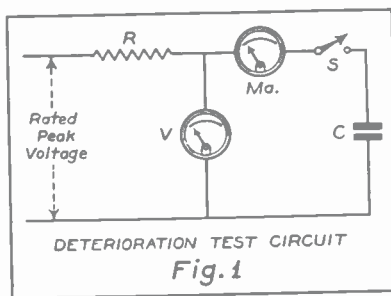 R
Ma.
S
Rated
Peak
Voltage
V
C
DETERIORATION TEST CIRCUIT
Fig. 1